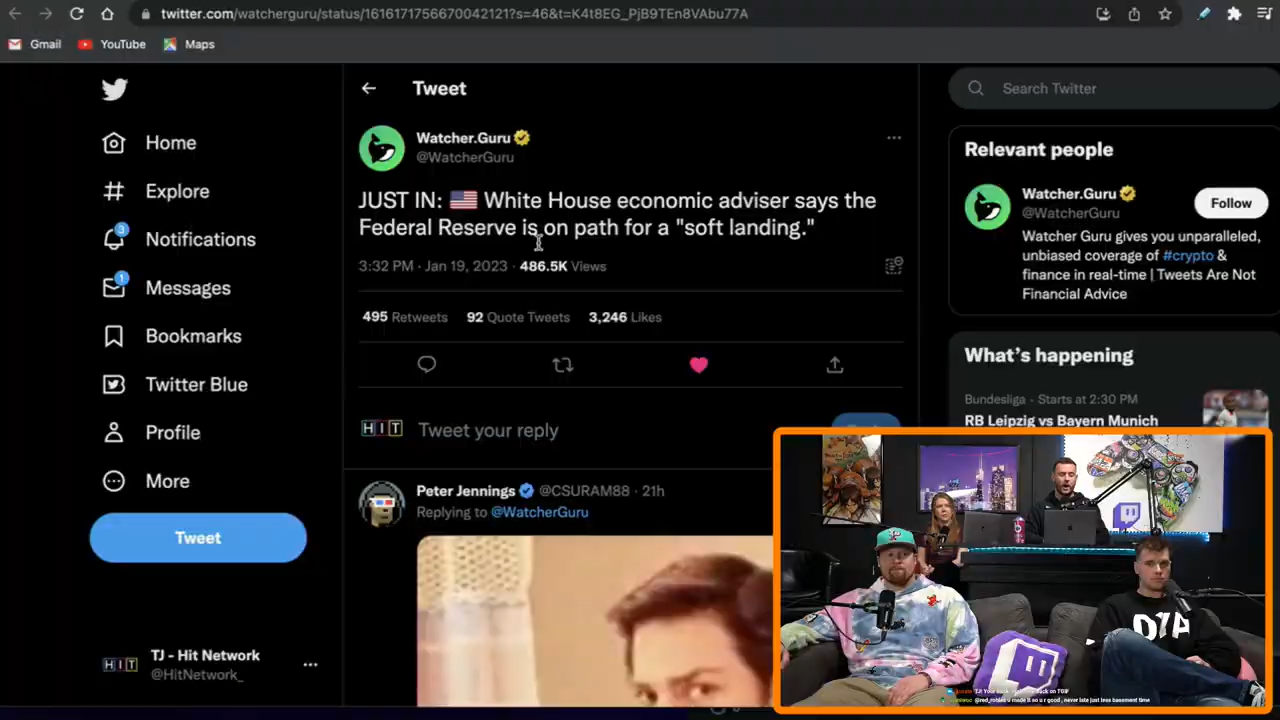 twitter.com/watcherguru/status/1616171756670042121?s=46&t=K4t8EG_PjB9TEn8VAbu77A
Gmail
YouTube
Maps
Home
Explore
3
Notifications
1
Messages
Bookmarks
Twitter Blue
Profile
More
Tweet
HIT
TJ - Hit Network
@HitNetwork_
Tweet
Watcher.Guru
@WatcherGuru
JUST IN: 🇺🇸 White House economic adviser says the
Federal Reserve is on path for a "soft landing."
3:32 PM · Jan 19, 2023 · 486.5K Views
495 Retweets 92 Quote Tweets 3,246 Likes
HIT
Tweet your reply
Peter Jennings @CSURAM88 · 21h
Replying to @WatcherGuru
Search Twitter
Relevant people
Watcher.Guru
@WatcherGuru
Follow
Watcher Guru gives you unparalleled,
unbiased coverage of #crypto &
finance in real-time | Tweets Are Not
Financial Advice
What's happening
Bundesliga · Starts at 2:30 PM
RB Leipzig vs Bayern Munich